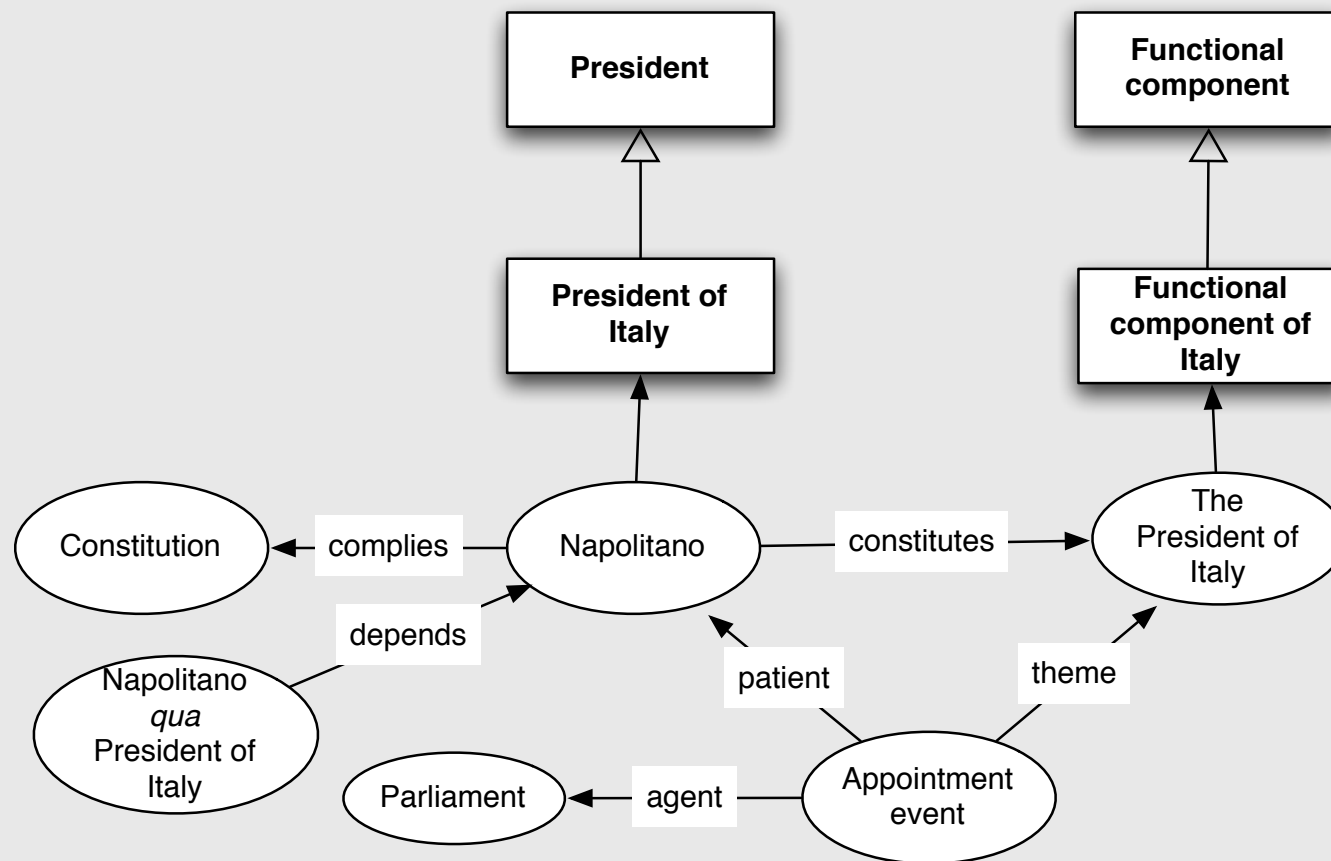 President
Functional
component
President of
Italy
Functional
component of
Italy
Constitution
complies
Napolitano
constitutes
The
President of
Italy
depends
Napolitano
qua
President of
Italy
patient
theme
Parliament
agent
Appointment
event